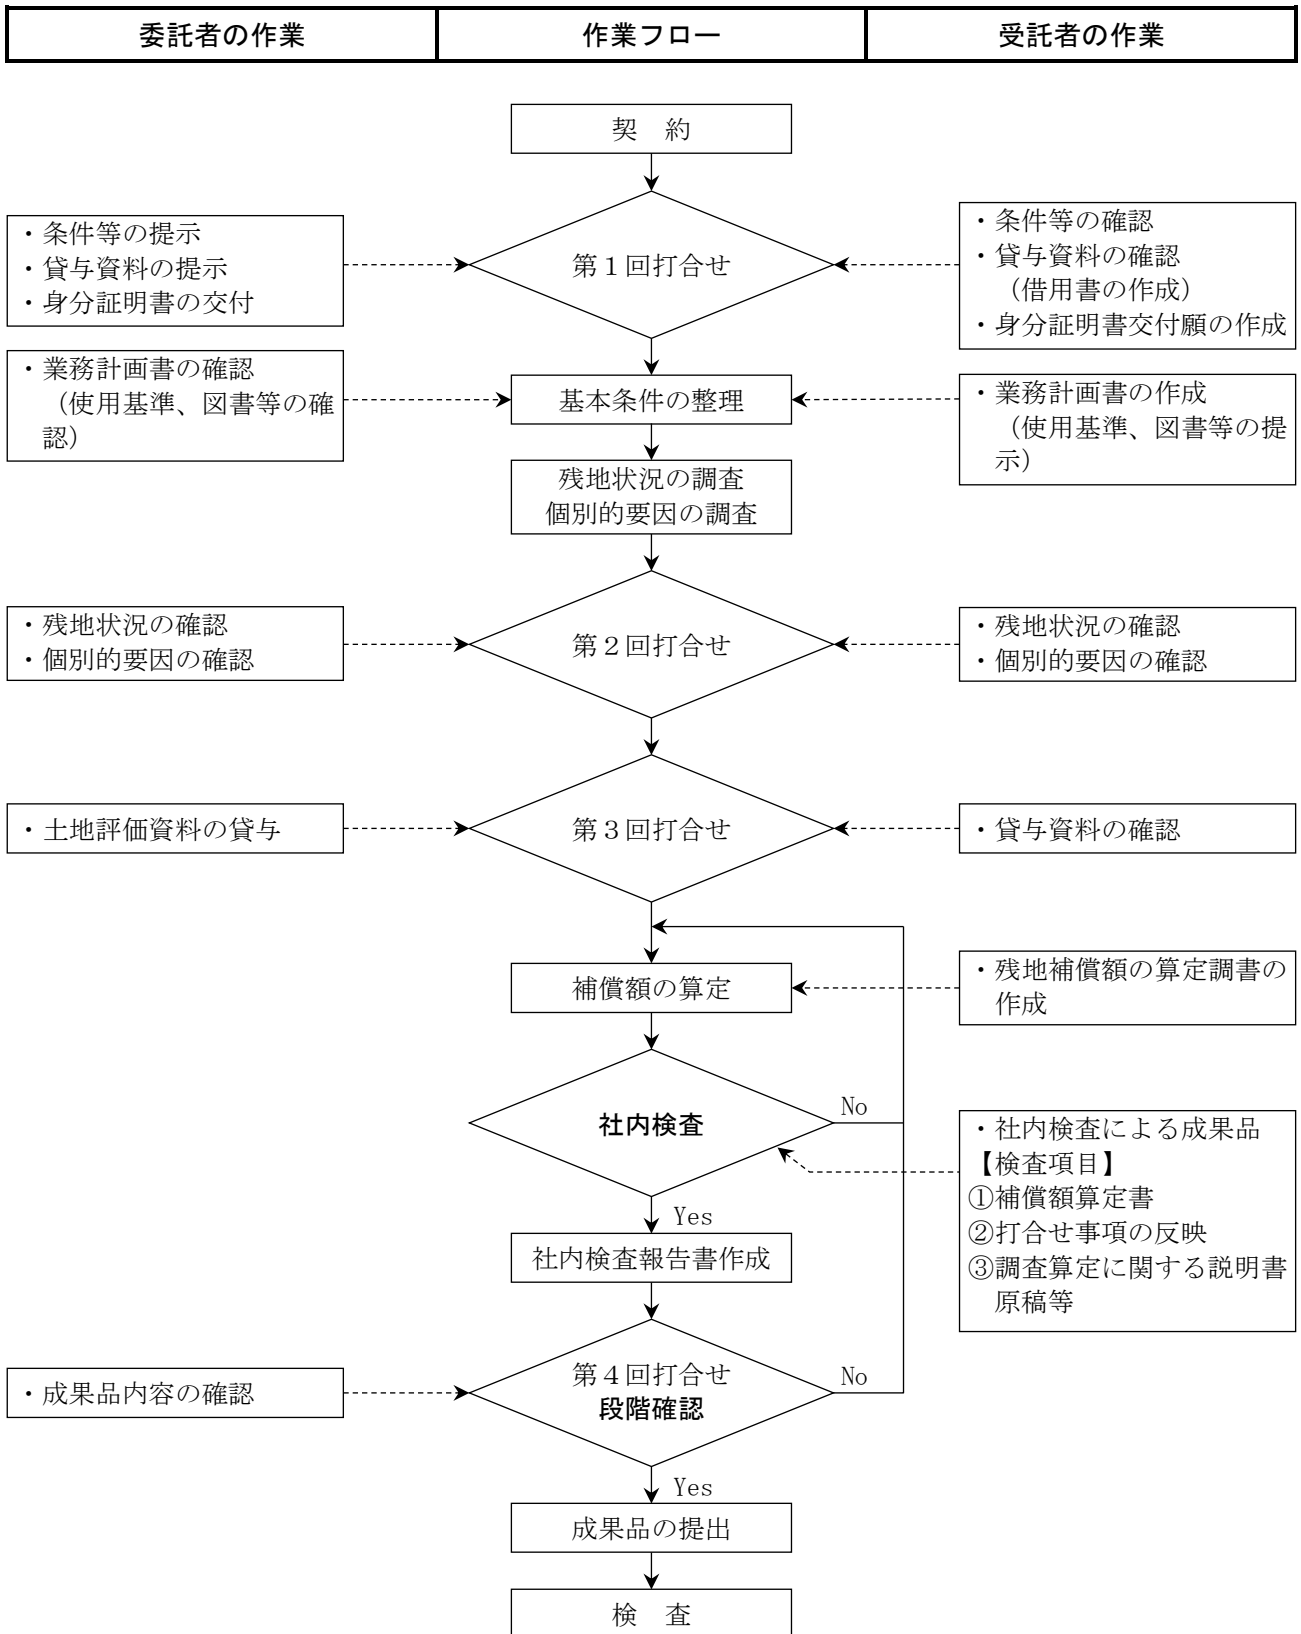 委託者の作業
作業フロー
受託者の作業
契　約
・条件等の提示
・貸与資料の提示
・身分証明書の交付
第１回打合せ
・条件等の確認
・貸与資料の確認
（借用書の作成）
・身分証明書交付願の作成
・業務計画書の確認
（使用基準、図書等の確
認）
基本条件の整理
・業務計画書の作成
（使用基準、図書等の提
示）
残地状況の調査
個別的要因の調査
・残地状況の確認
・個別的要因の確認
第２回打合せ
・残地状況の確認
・個別的要因の確認
・土地評価資料の貸与
第３回打合せ
・貸与資料の確認
補償額の算定
・残地補償額の算定調書の
作成
社内検査
No
・社内検査による成果品
【検査項目】
①補償額算定書
②打合せ事項の反映
③調査算定に関する説明書
原稿等
Yes
社内検査報告書作成
・成果品内容の確認
第４回打合せ
段階確認
No
Yes
成果品の提出
検　査